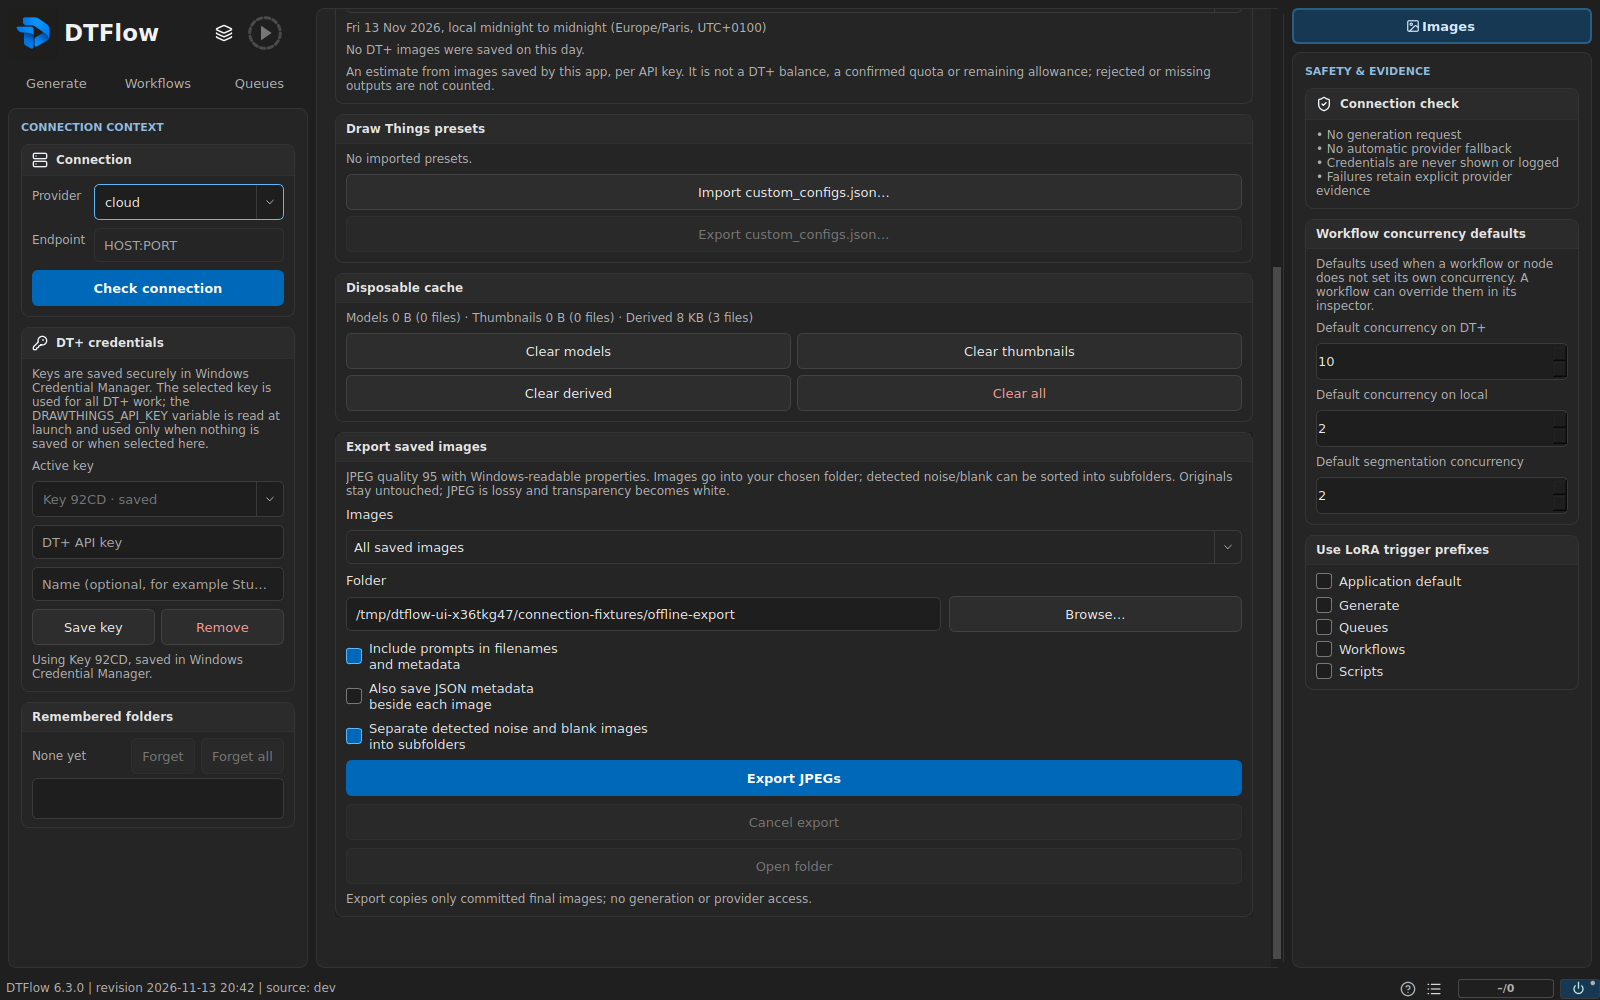 DTFlow
Generate
Workflows
Queues
CONNECTION CONTEXT
Connection
Provider
cloud
Endpoint
HOST:PORT
Check connection
DT+ credentials
Keys are saved securely in Windows
Credential Manager. The selected key is
used for all DT+ work; the
DRAWTHINGS_API_KEY variable is read at
launch and used only when nothing is
saved or when selected here.
Active key
Key 92CD · saved
DT+ API key
Name (optional, for example Stu...
Save key
Remove
Using Key 92CD, saved in Windows
Credential Manager.
Remembered folders
None yet
Forget
Forget all
Fri 13 Nov 2026, local midnight to midnight (Europe/Paris, UTC+0100)
No DT+ images were saved on this day.
An estimate from images saved by this app, per API key. It is not a DT+ balance, a confirmed quota or remaining allowance; rejected or missing
outputs are not counted.
Draw Things presets
No imported presets.
Import custom_configs.json...
Export custom_configs.json...
Disposable cache
Models 0 B (0 files) · Thumbnails 0 B (0 files) · Derived 8 KB (3 files)
Clear models
Clear thumbnails
Clear derived
Clear all
Export saved images
JPEG quality 95 with Windows-readable properties. Images go into your chosen folder; detected noise/blank can be sorted into subfolders. Originals
stay untouched; JPEG is lossy and transparency becomes white.
Images
All saved images
Folder
/tmp/dtflow-ui-x36tkg47/connection-fixtures/offline-export
Browse...
Include prompts in filenames
and metadata
Also save JSON metadata
beside each image
Separate detected noise and blank images
into subfolders
Export JPEGs
Cancel export
Open folder
Export copies only committed final images; no generation or provider access.
Images
SAFETY & EVIDENCE
Connection check
• No generation request
• No automatic provider fallback
• Credentials are never shown or logged
• Failures retain explicit provider
evidence
Workflow concurrency defaults
Defaults used when a workflow or node
does not set its own concurrency. A
workflow can override them in its
inspector.
Default concurrency on DT+
10
Default concurrency on local
2
Default segmentation concurrency
2
Use LoRA trigger prefixes
Application default
Generate
Queues
Workflows
Scripts
DTFlow 6.3.0 | revision 2026-11-13 20:42 | source: dev
–/0